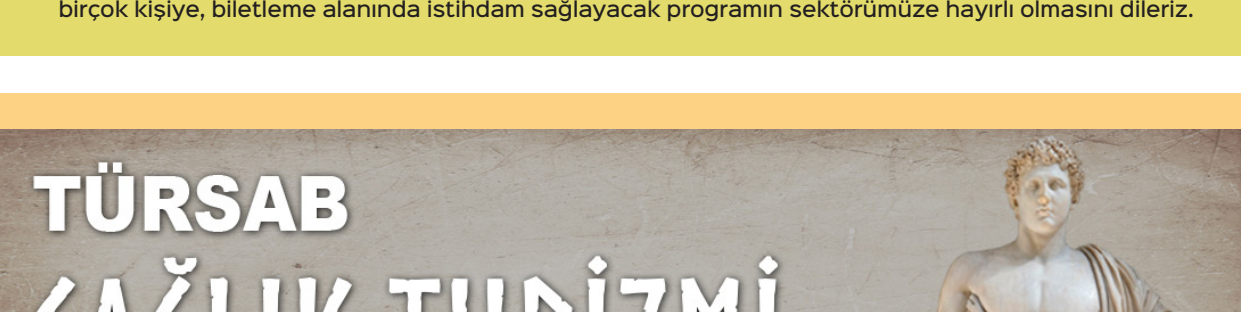 birçok kişiye, biletleme alanında istihdam sağlayacak programın sektörümüze hayırlı olmasını dileriz.
TÜRSAB
SAĞLIK TURİZMİ